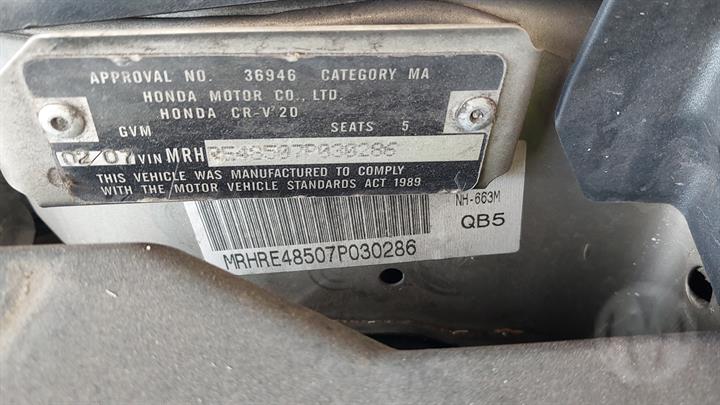 APPROVAL NO. 36946 CATEGORY MA
HONDA MOTOR CO., LTD.
HONDA CR-V 20
GVM SEATS 5
02/07 VIN MRHRE48507P030286
THIS VEHICLE WAS MANUFACTURED TO COMPLY
WITH THE MOTOR VEHICLE STANDARDS ACT 1989
NH-663M
QB5
MRHRE48507P030286